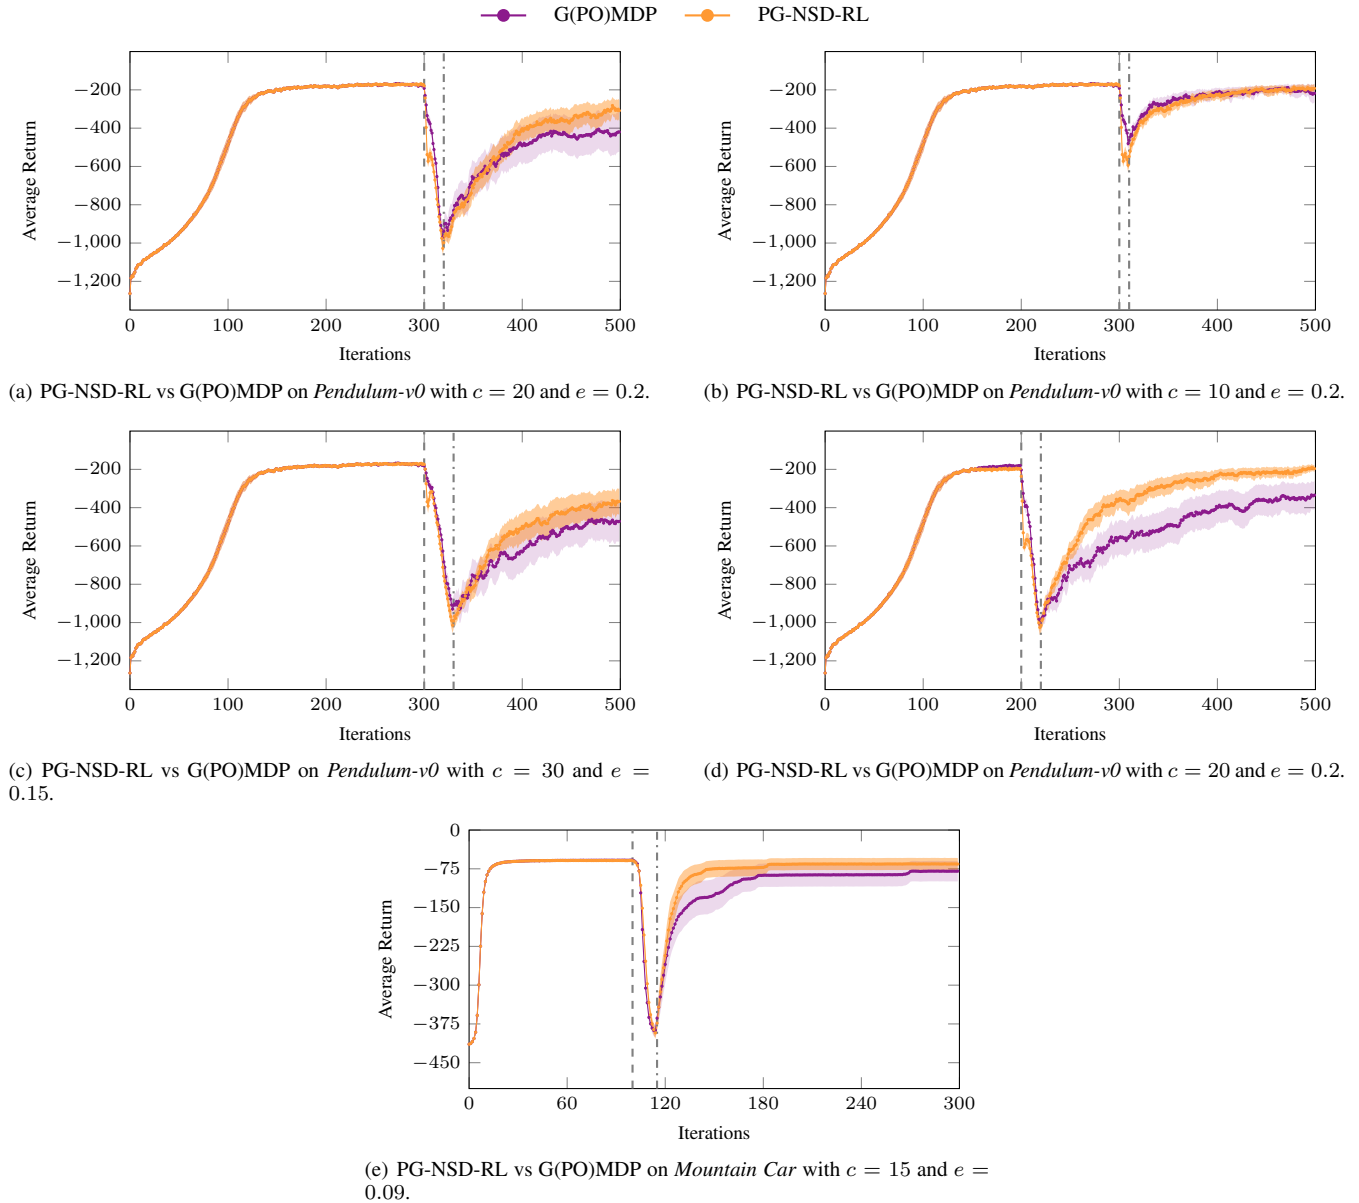 G(PO)MDP PG-NSD-RL
−200
−400
−600
−800
−1,000
−1,200
0 100 200 300 400 500
Average Return
Iterations
(a) PG-NSD-RL vs G(PO)MDP on Pendulum-v0 with c = 20 and e = 0.2.
−200
−400
−600
−800
−1,000
−1,200
0 100 200 300 400 500
Average Return
Iterations
(b) PG-NSD-RL vs G(PO)MDP on Pendulum-v0 with c = 10 and e = 0.2.
−200
−400
−600
−800
−1,000
−1,200
0 100 200 300 400 500
Average Return
Iterations
(c) PG-NSD-RL vs G(PO)MDP on Pendulum-v0 with c = 30 and e =
0.15.
−200
−400
−600
−800
−1,000
−1,200
0 100 200 300 400 500
Average Return
Iterations
(d) PG-NSD-RL vs G(PO)MDP on Pendulum-v0 with c = 20 and e = 0.2.
0
−75
−150
−225
−300
−375
−450
0 60 120 180 240 300
Average Return
Iterations
(e) PG-NSD-RL vs G(PO)MDP on Mountain Car with c = 15 and e =
0.09.